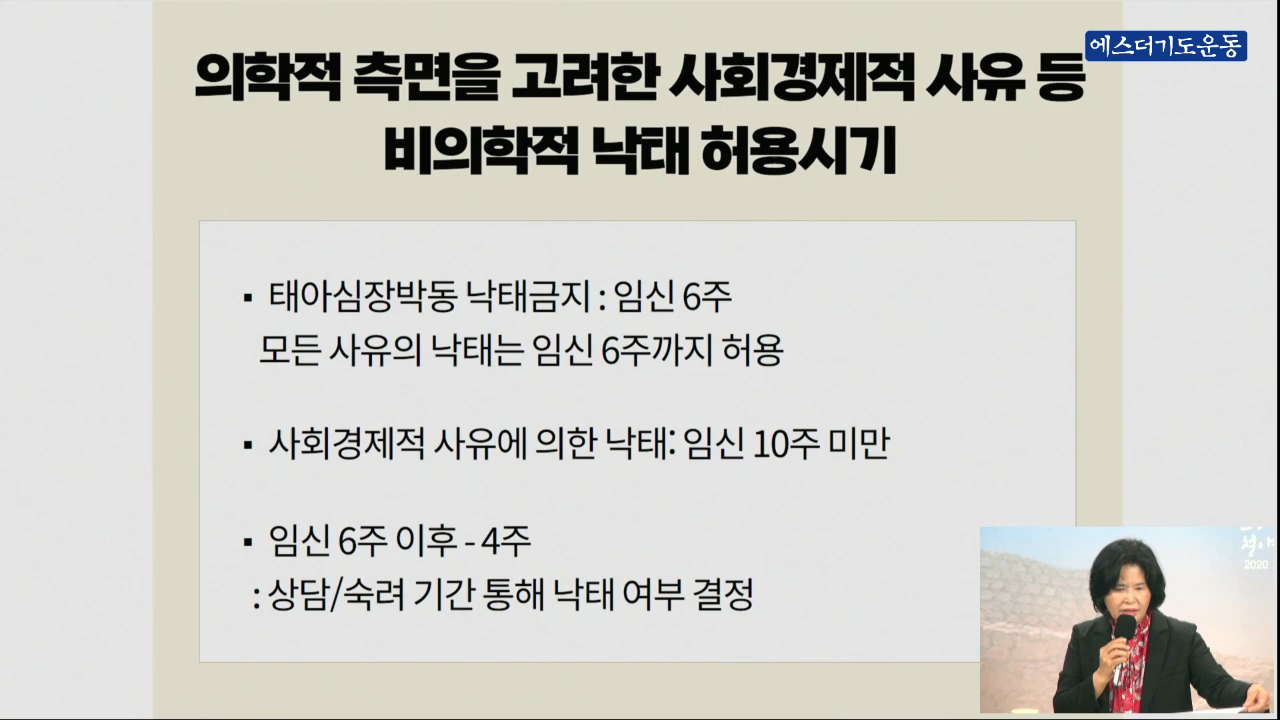 에스더기도운동
의학적 측면을 고려한 사회경제적 사유 등
비의학적 낙태 허용시기
▪ 태아심장박동 낙태금지 : 임신 6주
모든 사유의 낙태는 임신 6주까지 허용
▪ 사회경제적 사유에 의한 낙태: 임신 10주 미만
▪ 임신 6주 이후 - 4주
: 상담/숙려 기간 통해 낙태 여부 결정
2020